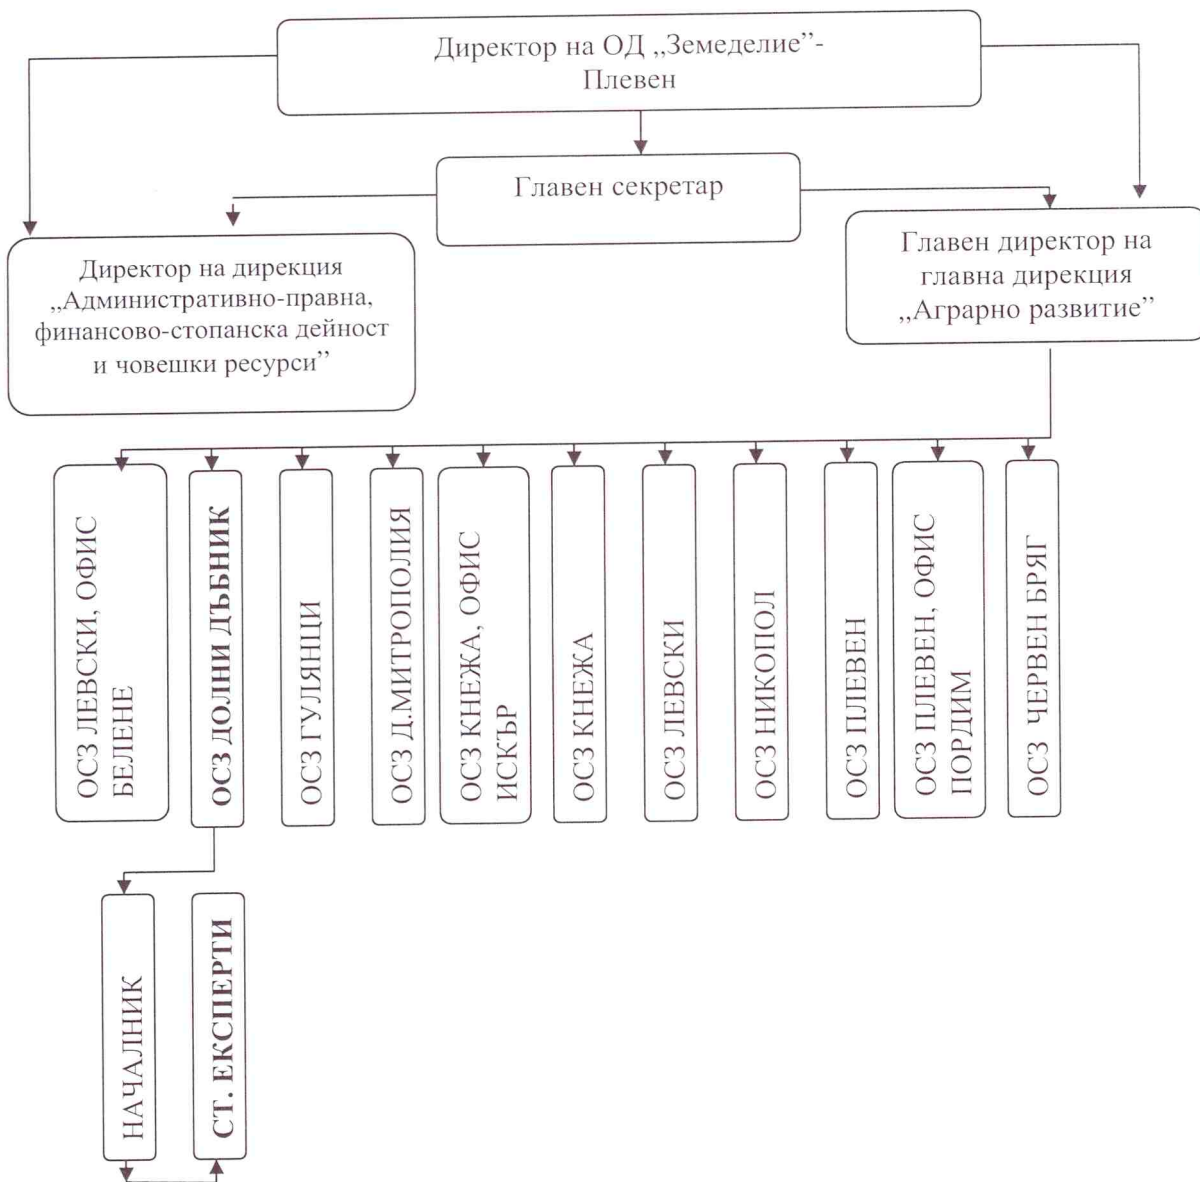 Директор на ОД „Земеделие”-
Плевен
Главен секретар
Директор на дирекция
„Административно-правна,
финансово-стопанска дейност
и човешки ресурси”
Главен директор на
главна дирекция
„Аграрно развитие”
ОСЗ ЛЕВСКИ, ОФИС
БЕЛЕНЕ
ОСЗ ДОЛНИ ДЪБНИК
ОСЗ ГУЛЯНЦИ
ОСЗ Д.МИТРОПОЛИЯ
ОСЗ КНЕЖА, ОФИС
ИСКЪР
ОСЗ КНЕЖА
ОСЗ ЛЕВСКИ
ОСЗ НИКОПОЛ
ОСЗ ПЛЕВЕН
ОСЗ ПЛЕВЕН, ОФИС
ПОРДИМ
ОСЗ ЧЕРВЕН БРЯГ
НАЧАЛНИК
СТ. ЕКСПЕРТИ